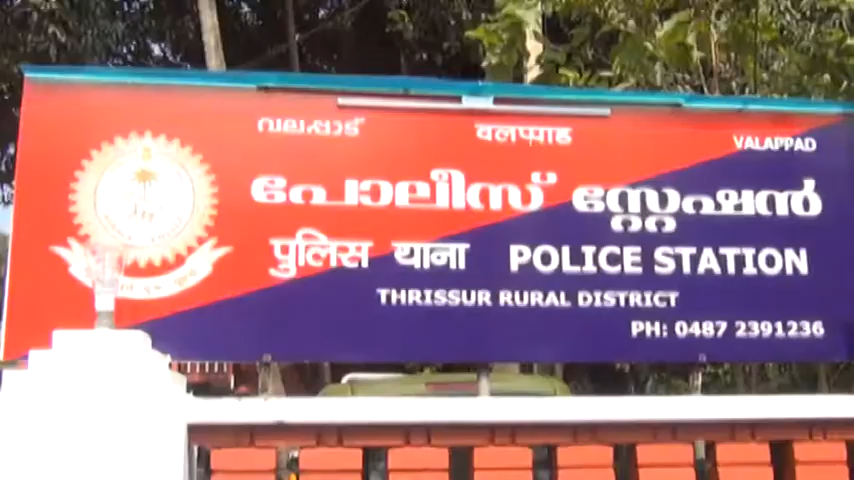 വലപ്പാട് वलप्पाड VALAPPAD
പോലീസ് സ്റ്റേഷൻ
पुलिस थाना POLICE STATION
THRISSUR RURAL DISTRICT
PH: 0487 2391236